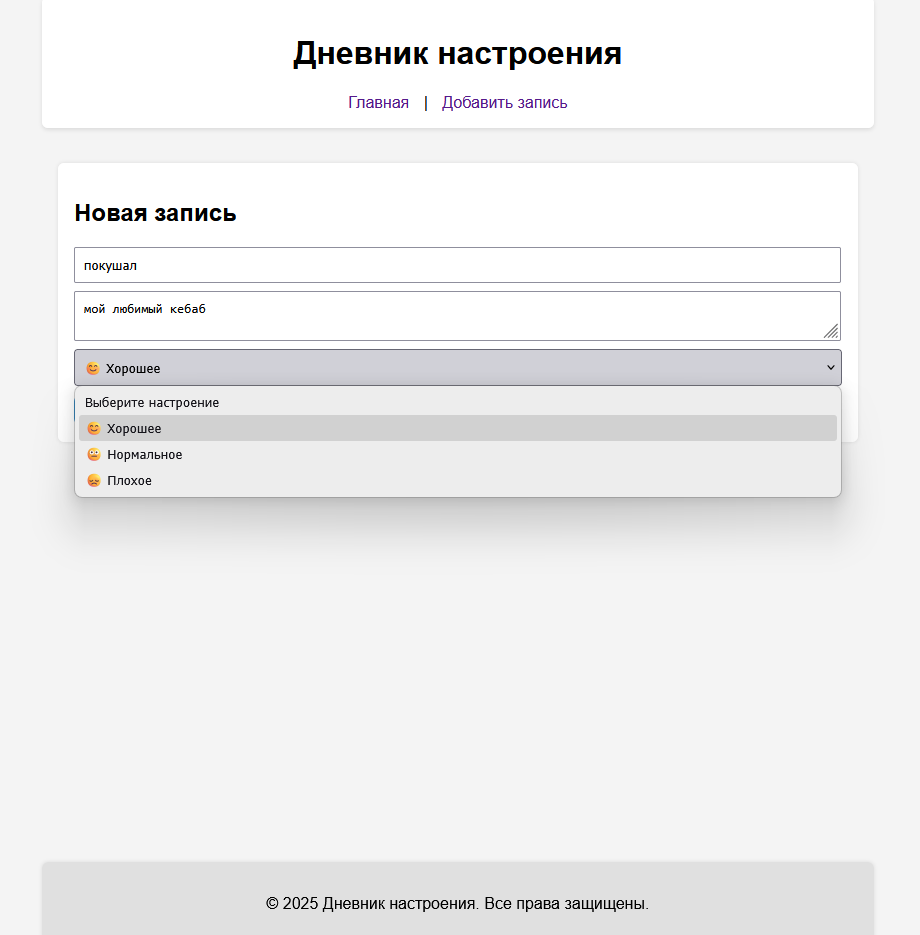 Дневник настроения
Главная | Добавить запись
Новая запись
покушал
мой любимый кебаб
😊 Хорошее
Выберите настроение
😊 Хорошее
😐 Нормальное
😞 Плохое
© 2025 Дневник настроения. Все права защищены.